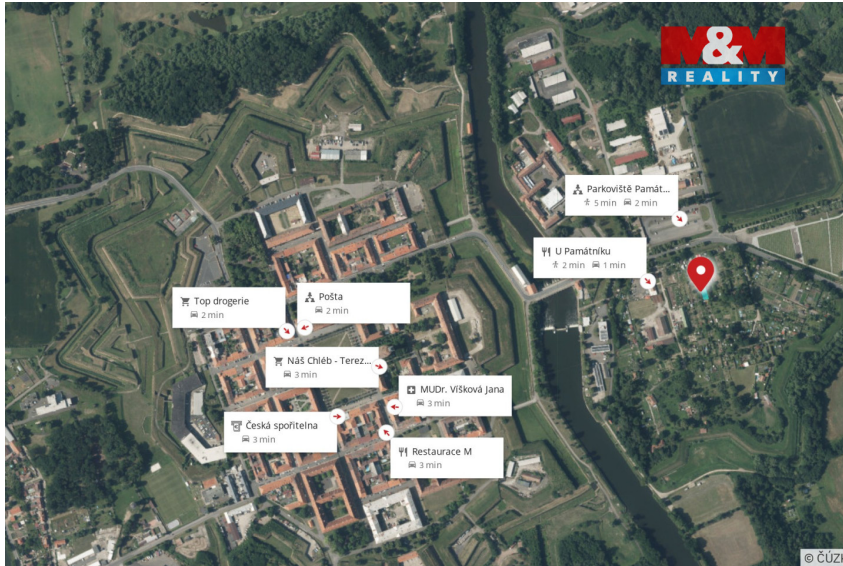 M&M
REALITY
Parkoviště Památ...
5 min 2 min
U Památníku
2 min 1 min
Top drogerie
2 min
Pošta
2 min
Náš Chléb - Terez...
3 min
MUDr. Víšková Jana
3 min
Česká spořitelna
3 min
Restaurace M
3 min